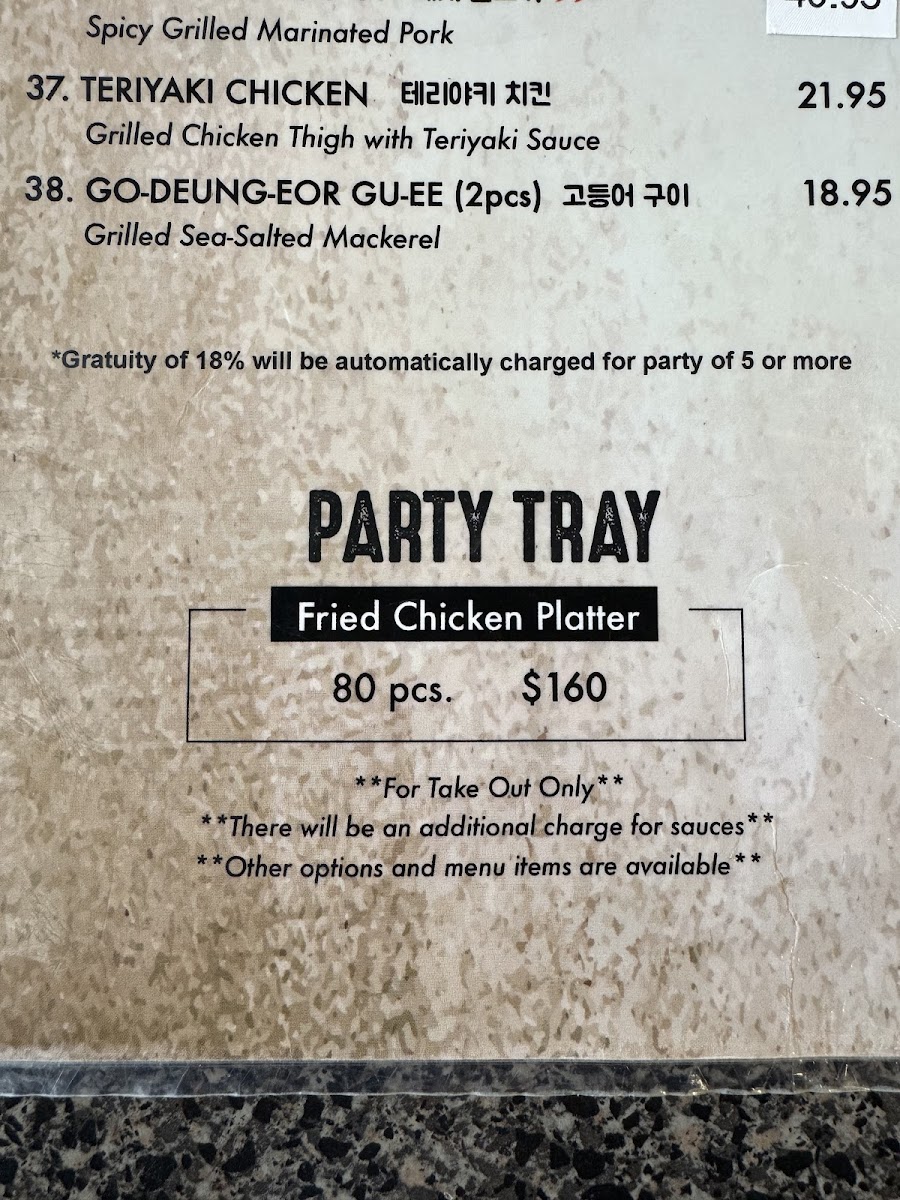 Spicy Grilled Marinated Pork
37. TERIYAKI CHICKEN 테리야키 치킨 21.95
Grilled Chicken Thigh with Teriyaki Sauce
38. GO-DEUNG-EOR GU-EE (2pcs) 고등어 구이 18.95
Grilled Sea-Salted Mackerel
*Gratuity of 18% will be automatically charged for party of 5 or more
PARTY TRAY
Fried Chicken Platter
80 pcs. $160
**For Take Out Only**
**There will be an additional charge for sauces**
**Other options and menu items are available**